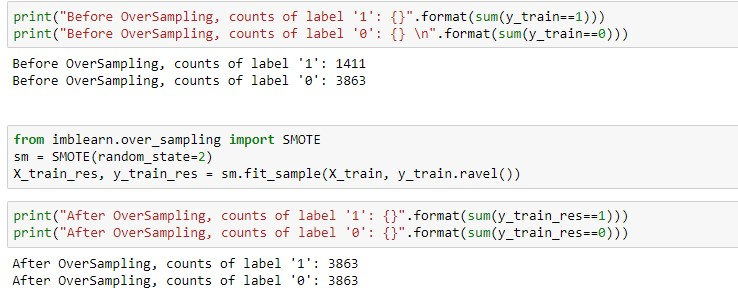 print("Before OverSampling, counts of label '1': {}".format(sum(y_train==1)))
print("Before OverSampling, counts of label '0': {} \n".format(sum(y_train==0)))
Before OverSampling, counts of label '1': 1411
Before OverSampling, counts of label '0': 3863
from imblearn.over_sampling import SMOTE
sm = SMOTE(random_state=2)
X_train_res, y_train_res = sm.fit_sample(X_train, y_train.ravel())
print("After OverSampling, counts of label '1': {}".format(sum(y_train_res==1)))
print("After OverSampling, counts of label '0': {}".format(sum(y_train_res==0)))
After OverSampling, counts of label '1': 3863
After OverSampling, counts of label '0': 3863